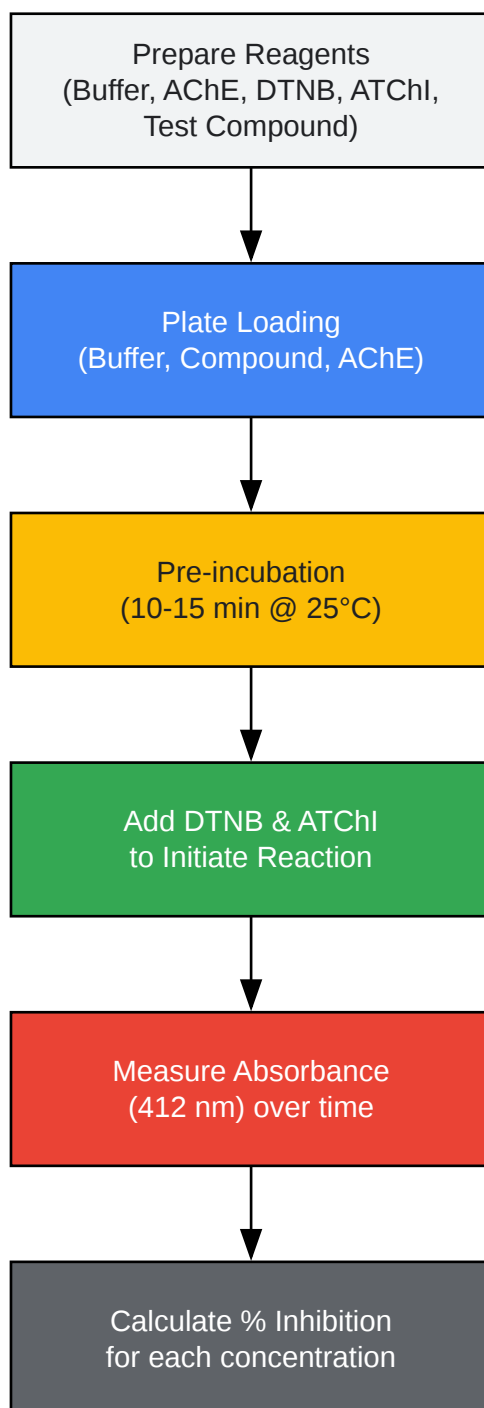 Prepare Reagents
(Buffer, AChE, DTNB, ATChI,
Test Compound)
Plate Loading
(Buffer, Compound, AChE)
Pre-incubation
(10-15 min @ 25°C)
Add DTNB & ATChI
to Initiate Reaction
Measure Absorbance
(412 nm) over time
Calculate % Inhibition
for each concentration